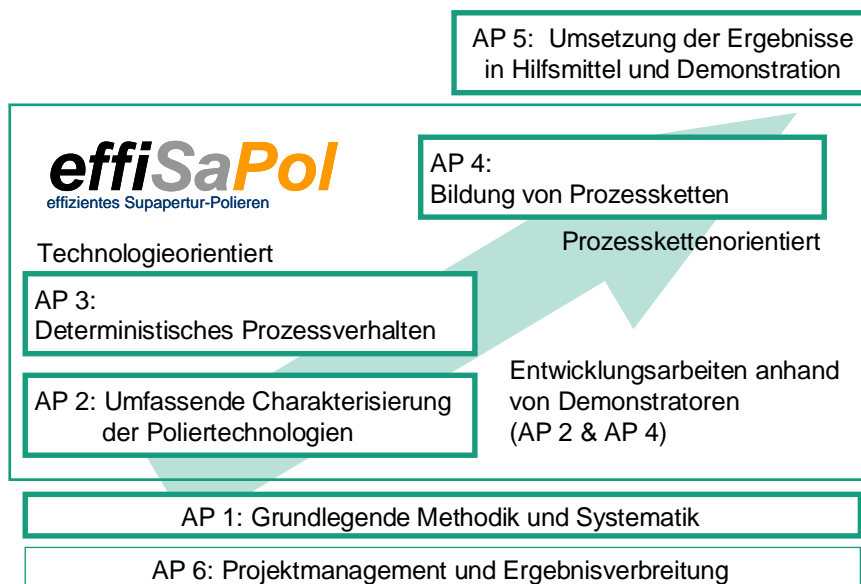 AP 5: Umsetzung der Ergebnisse
in Hilfsmittel und Demonstration
effiSaPol
effizientes Supapertur-Polieren
AP 4:
Bildung von Prozessketten
Technologieorientiert
Prozesskettenorientiert
AP 3:
Deterministisches Prozessverhalten
AP 2: Umfassende Charakterisierung
der Poliertechnologien
Entwicklungsarbeiten anhand
von Demonstratoren
(AP 2 & AP 4)
AP 1: Grundlegende Methodik und Systematik
AP 6: Projektmanagement und Ergebnisverbreitung